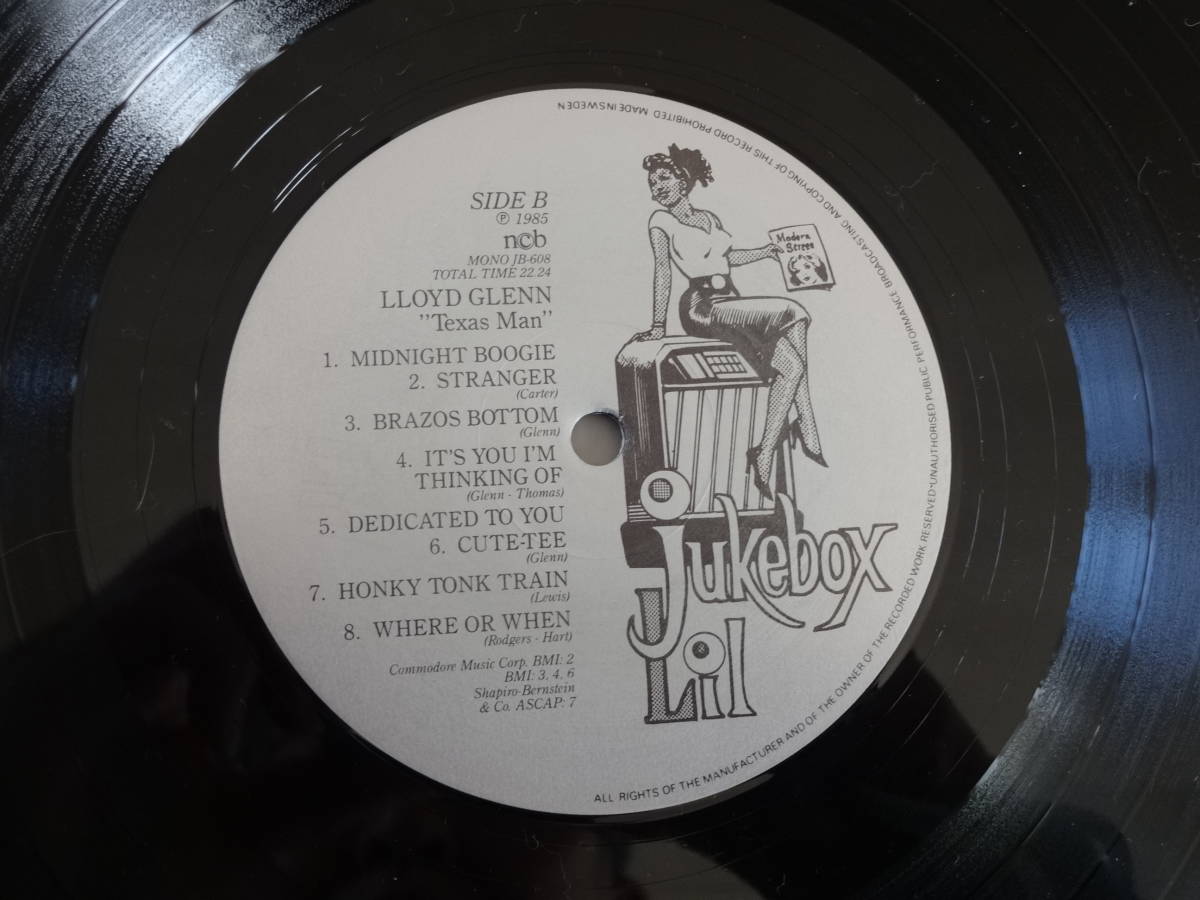 SIDE B
℗ 1985
ncb
MONO JB-608
TOTAL TIME 22.24
LLOYD GLENN
"Texas Man"
1. MIDNIGHT BOOGIE
2. STRANGER
(Carter)
3. BRAZOS BOTTOM
(Glenn)
4. IT'S YOU I'M
THINKING OF
(Glenn - Thomas)
5. DEDICATED TO YOU
6. CUTE-TEE
(Glenn)
7. HONKY TONK TRAIN
(Lewis)
8. WHERE OR WHEN
(Rodgers - Hart)
Commodore Music Corp. BMI: 2
BMI: 3, 4, 6
Shapiro-Bernstein
& Co. ASCAP: 7
Modern
Screen
Jukebox
Lil
ALL RIGHTS OF THE MANUFACTURER AND OF THE OWNER OF THE RECORDED WORK RESERVED·UNAUTHORISED PUBLIC PERFORMANCE BROADCASTING AND COPYING OF THIS RECORD PROHIBITED MADE IN SWEDEN